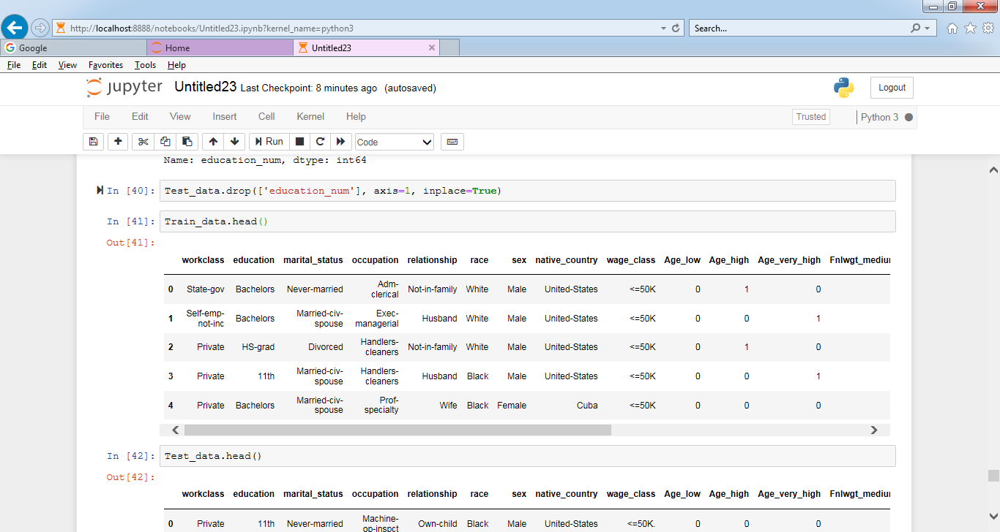 http://localhost:8888/notebooks/Untitled23.ipynb?kernel_name=python3
Search...
Google
Home
Untitled23
File Edit View Favorites Tools Help
jupyter Untitled23 Last Checkpoint: 8 minutes ago (autosaved)
Logout
File Edit View Insert Cell Kernel Help
Trusted
Python 3
Run
Code
Name: education_num, dtype: int64
In [40]: Test_data.drop(['education_num'], axis=1, inplace=True)
In [41]: Train_data.head()
Out[41]:
workclass education marital_status occupation relationship race sex native_country wage_class Age_low Age_high Age_very_high Fnlwgt_mediur
0 State-gov Bachelors Never-married Adm-clerical Not-in-family White Male United-States <=50K 0 1 0
1 Self-emp-not-inc Bachelors Married-civ-spouse Exec-managerial Husband White Male United-States <=50K 0 0 1
2 Private HS-grad Divorced Handlers-cleaners Not-in-family White Male United-States <=50K 0 1 0
3 Private 11th Married-civ-spouse Handlers-cleaners Husband Black Male United-States <=50K 0 0 1
4 Private Bachelors Married-civ-spouse Prof-specialty Wife Black Female Cuba <=50K 0 0 0
In [42]: Test_data.head()
Out[42]:
workclass education marital_status occupation relationship race sex native_country wage_class Age_low Age_high Age_very_high Fnlwgt_mediur
0 Private 11th Never-married Machine-op-inspct Own-child Black Male United-States <=50K. 0 0 0